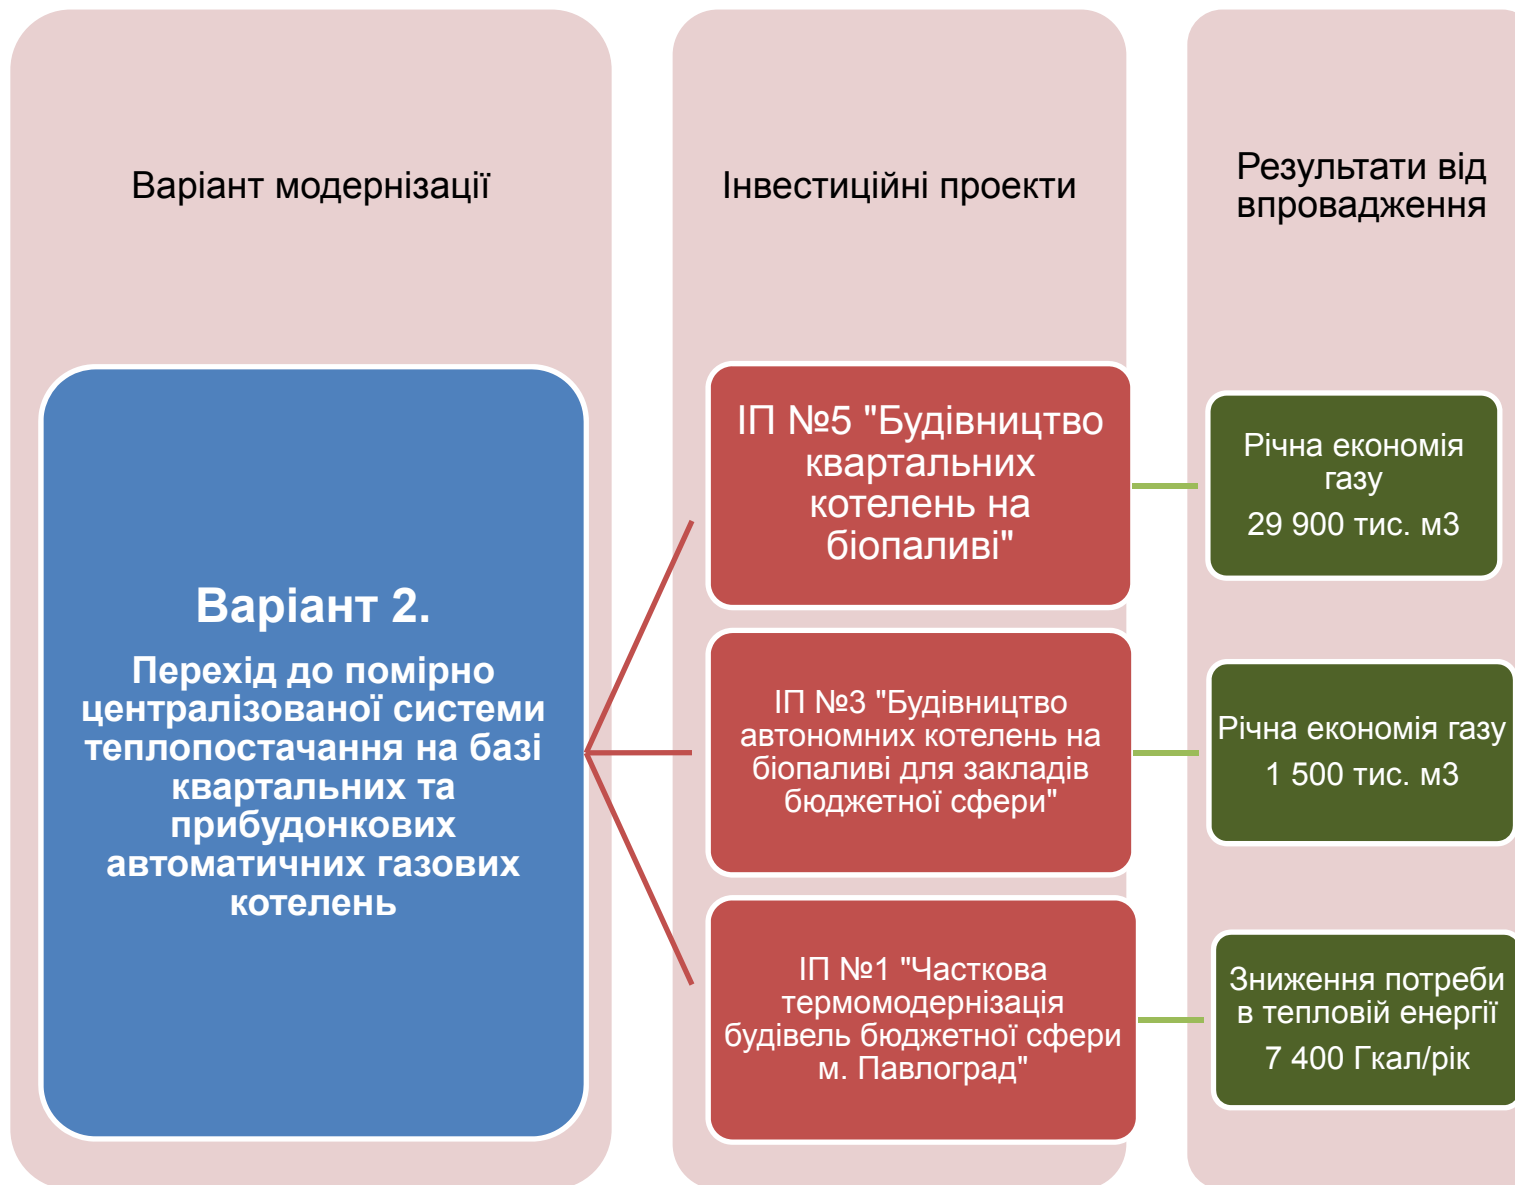 Варіант модернізації
Інвестиційні проекти
Результати від
впровадження
Варіант 2.
Перехід до помірно
централізованої системи
теплопостачання на базі
квартальних та
прибудонкових
автоматичних газових
котелень
ІП №5 "Будівництво
квартальних
котелень на
біопаливі"
Річна економія
газу
29 900 тис. м3
ІП №3 "Будівництво
автономних котелень на
біопаливі для закладів
бюджетної сфери"
Річна економія газу
1 500 тис. м3
ІП №1 "Часткова
термомодернізація
будівель бюджетної сфери
м. Павлоград"
Зниження потреби
в тепловій енергії
7 400 Гкал/рік